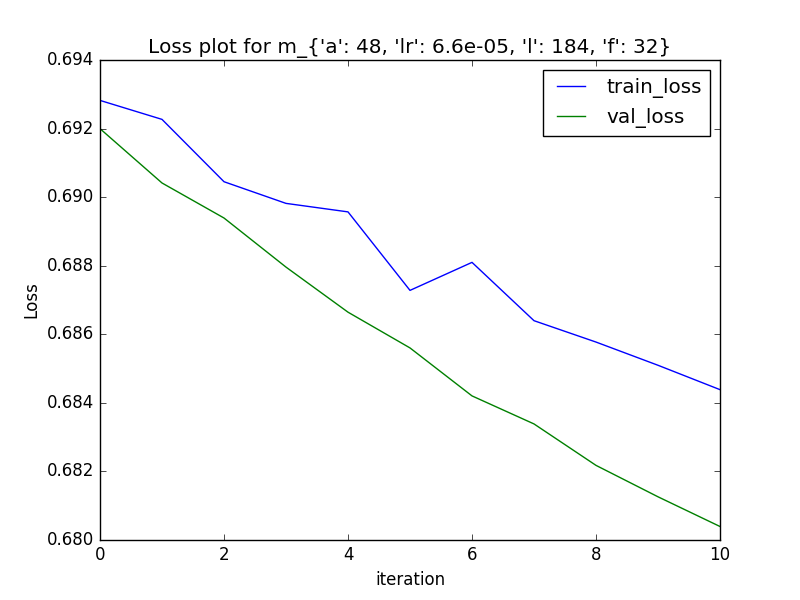 Loss plot for m_{'a': 48, 'lr': 6.6e-05, 'l': 184, 'f': 32}
train_loss
val_loss
0.694
0.692
0.690
0.688
0.686
0.684
0.682
0.680
Loss
0 2 4 6 8 10
iteration